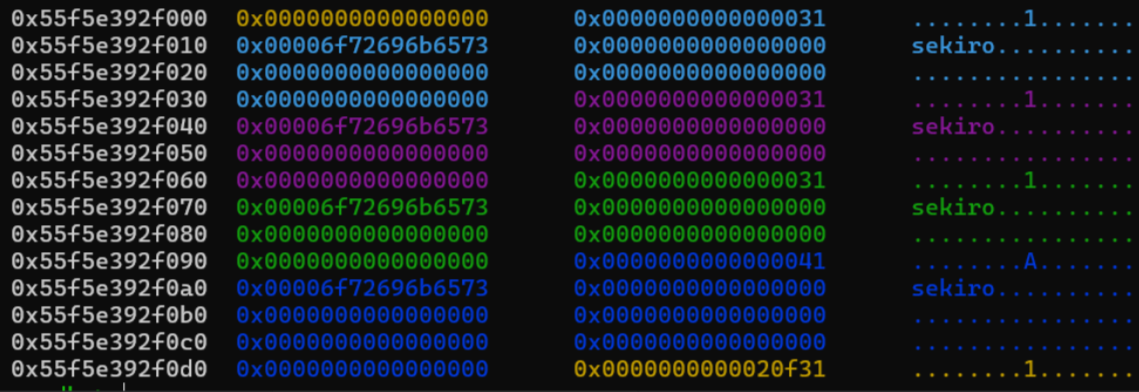 0x55f5e392f000 0x0000000000000000 0x0000000000000031 ........1.......
0x55f5e392f010 0x00006f72696b6573 0x0000000000000000 sekiro..........
0x55f5e392f020 0x0000000000000000 0x0000000000000000 ................
0x55f5e392f030 0x0000000000000000 0x0000000000000031 ........1.......
0x55f5e392f040 0x00006f72696b6573 0x0000000000000000 sekiro..........
0x55f5e392f050 0x0000000000000000 0x0000000000000000 ................
0x55f5e392f060 0x0000000000000000 0x0000000000000031 ........1.......
0x55f5e392f070 0x00006f72696b6573 0x0000000000000000 sekiro..........
0x55f5e392f080 0x0000000000000000 0x0000000000000000 ................
0x55f5e392f090 0x0000000000000000 0x0000000000000041 ........A.......
0x55f5e392f0a0 0x00006f72696b6573 0x0000000000000000 sekiro..........
0x55f5e392f0b0 0x0000000000000000 0x0000000000000000 ................
0x55f5e392f0c0 0x0000000000000000 0x0000000000000000 ................
0x55f5e392f0d0 0x0000000000000000 0x0000000000020f31 ........1.......